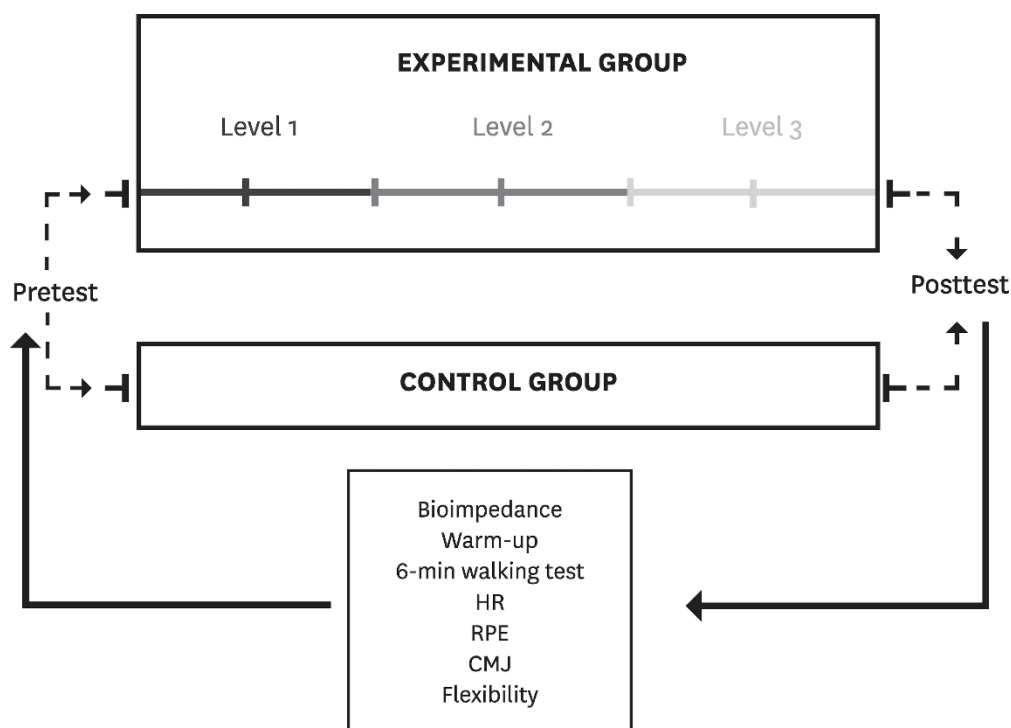 EXPERIMENTAL GROUP
Level 1
Level 2
Level 3
Pretest
Posttest
CONTROL GROUP
Bioimpedance
Warm-up
6-min walking test
HR
RPE
CMJ
Flexibility